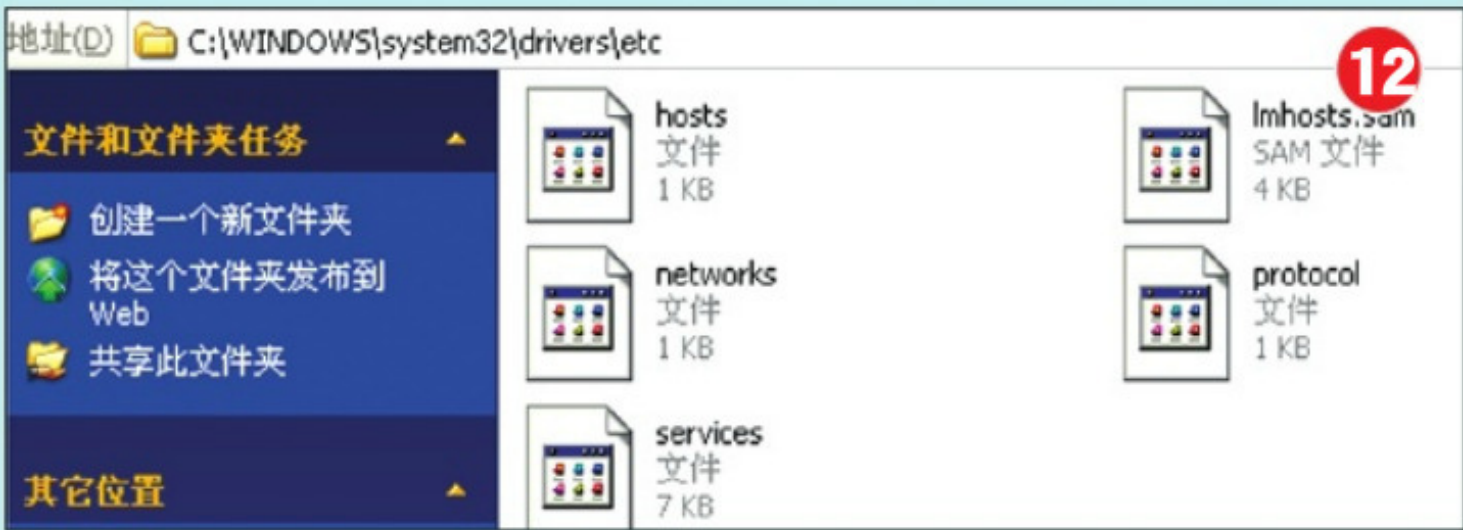 地址(D) C:\WINDOWS\system32\drivers\etc
12
文件和文件夹任务
创建一个新文件夹
将这个文件夹发布到
Web
共享此文件夹
其它位置
hosts
文件
1 KB
lmhosts.sam
SAM 文件
4 KB
networks
文件
1 KB
protocol
文件
1 KB
services
文件
7 KB